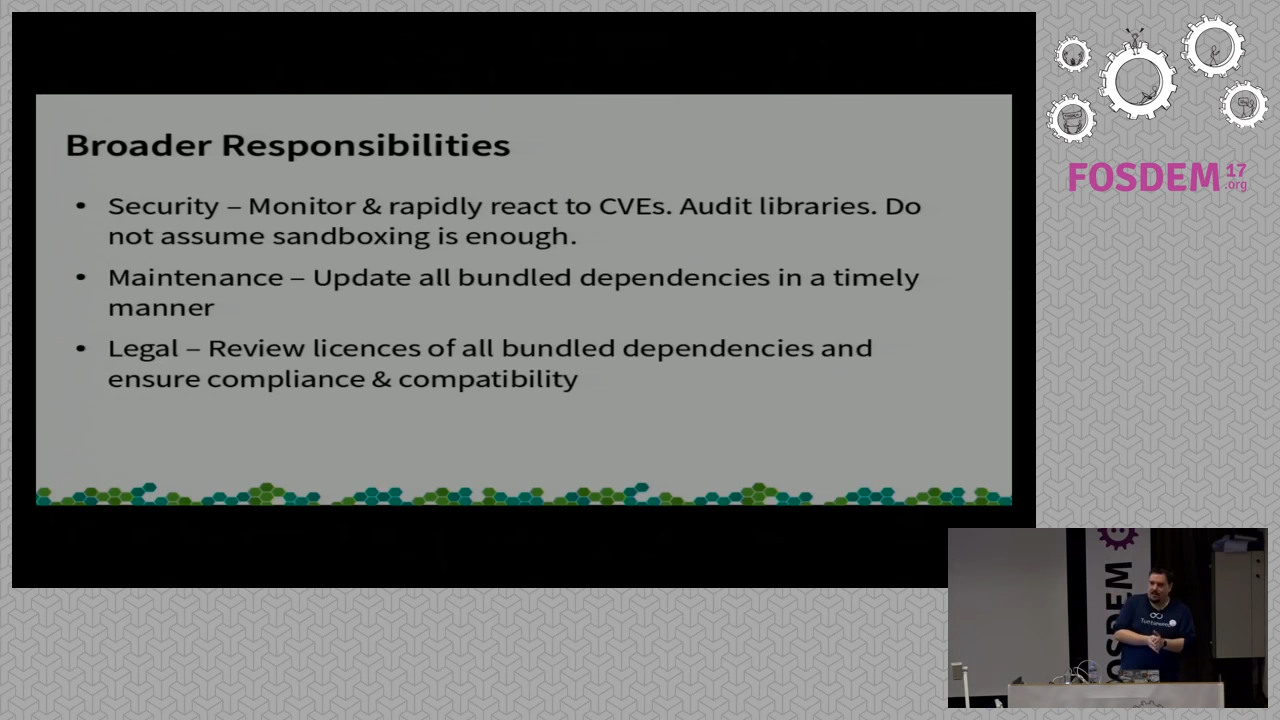 Broader Responsibilities
• Security – Monitor & rapidly react to CVEs. Audit libraries. Do
not assume sandboxing is enough.
• Maintenance – Update all bundled dependencies in a timely
manner
• Legal – Review licences of all bundled dependencies and
ensure compliance & compatibility
FOSDEM 17
.org
OSDEM